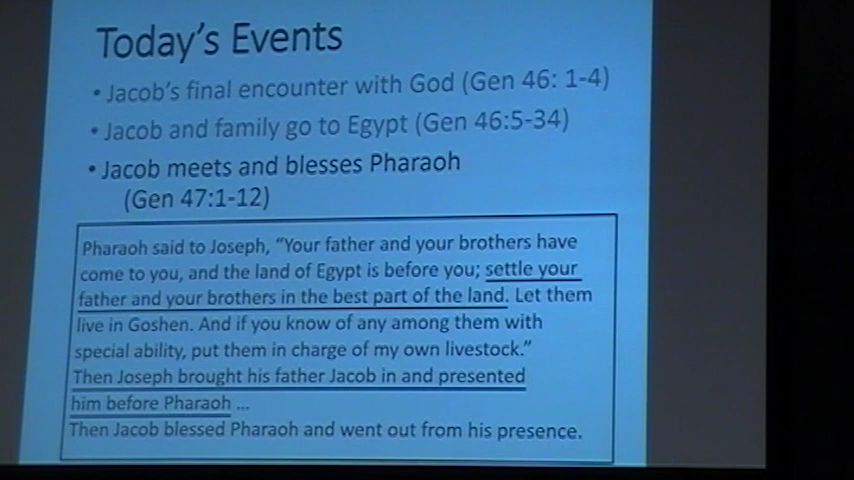 Today's Events
• Jacob's final encounter with God (Gen 46: 1-4)
• Jacob and family go to Egypt (Gen 46:5-34)
• Jacob meets and blesses Pharaoh
(Gen 47:1-12)
Pharaoh said to Joseph, “Your father and your brothers have
come to you, and the land of Egypt is before you; settle your
father and your brothers in the best part of the land. Let them
live in Goshen. And if you know of any among them with
special ability, put them in charge of my own livestock.”
Then Joseph brought his father Jacob in and presented
him before Pharaoh ...
Then Jacob blessed Pharaoh and went out from his presence.